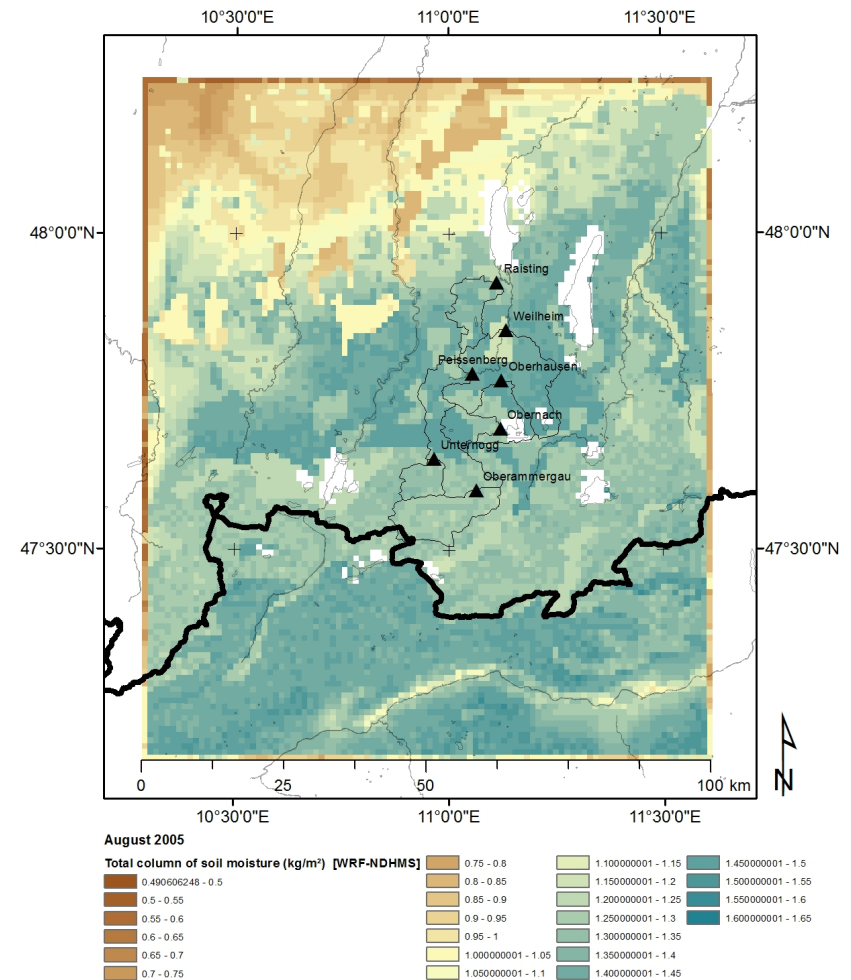 10°30'0"E 11°0'0"E 11°30'0"E
48°0'0"N 48°0'0"N
Raisting
Weilheim
Peissenberg
Oberhausen
Obernach
Unternogg
Oberammergau
47°30'0"N 47°30'0"N
0 25 50 100 km
N
10°30'0"E 11°0'0"E 11°30'0"E
August 2005
Total column of soil moisture (kg/m²) [WRF-NDHMS]
0.490606248 - 0.5
0.5 - 0.55
0.55 - 0.6
0.6 - 0.65
0.65 - 0.7
0.7 - 0.75
0.75 - 0.8
0.8 - 0.85
0.85 - 0.9
0.9 - 0.95
0.95 - 1
1.000000001 - 1.05
1.050000001 - 1.1
1.100000001 - 1.15
1.150000001 - 1.2
1.200000001 - 1.25
1.250000001 - 1.3
1.300000001 - 1.35
1.350000001 - 1.4
1.400000001 - 1.45
1.450000001 - 1.5
1.500000001 - 1.55
1.550000001 - 1.6
1.600000001 - 1.65